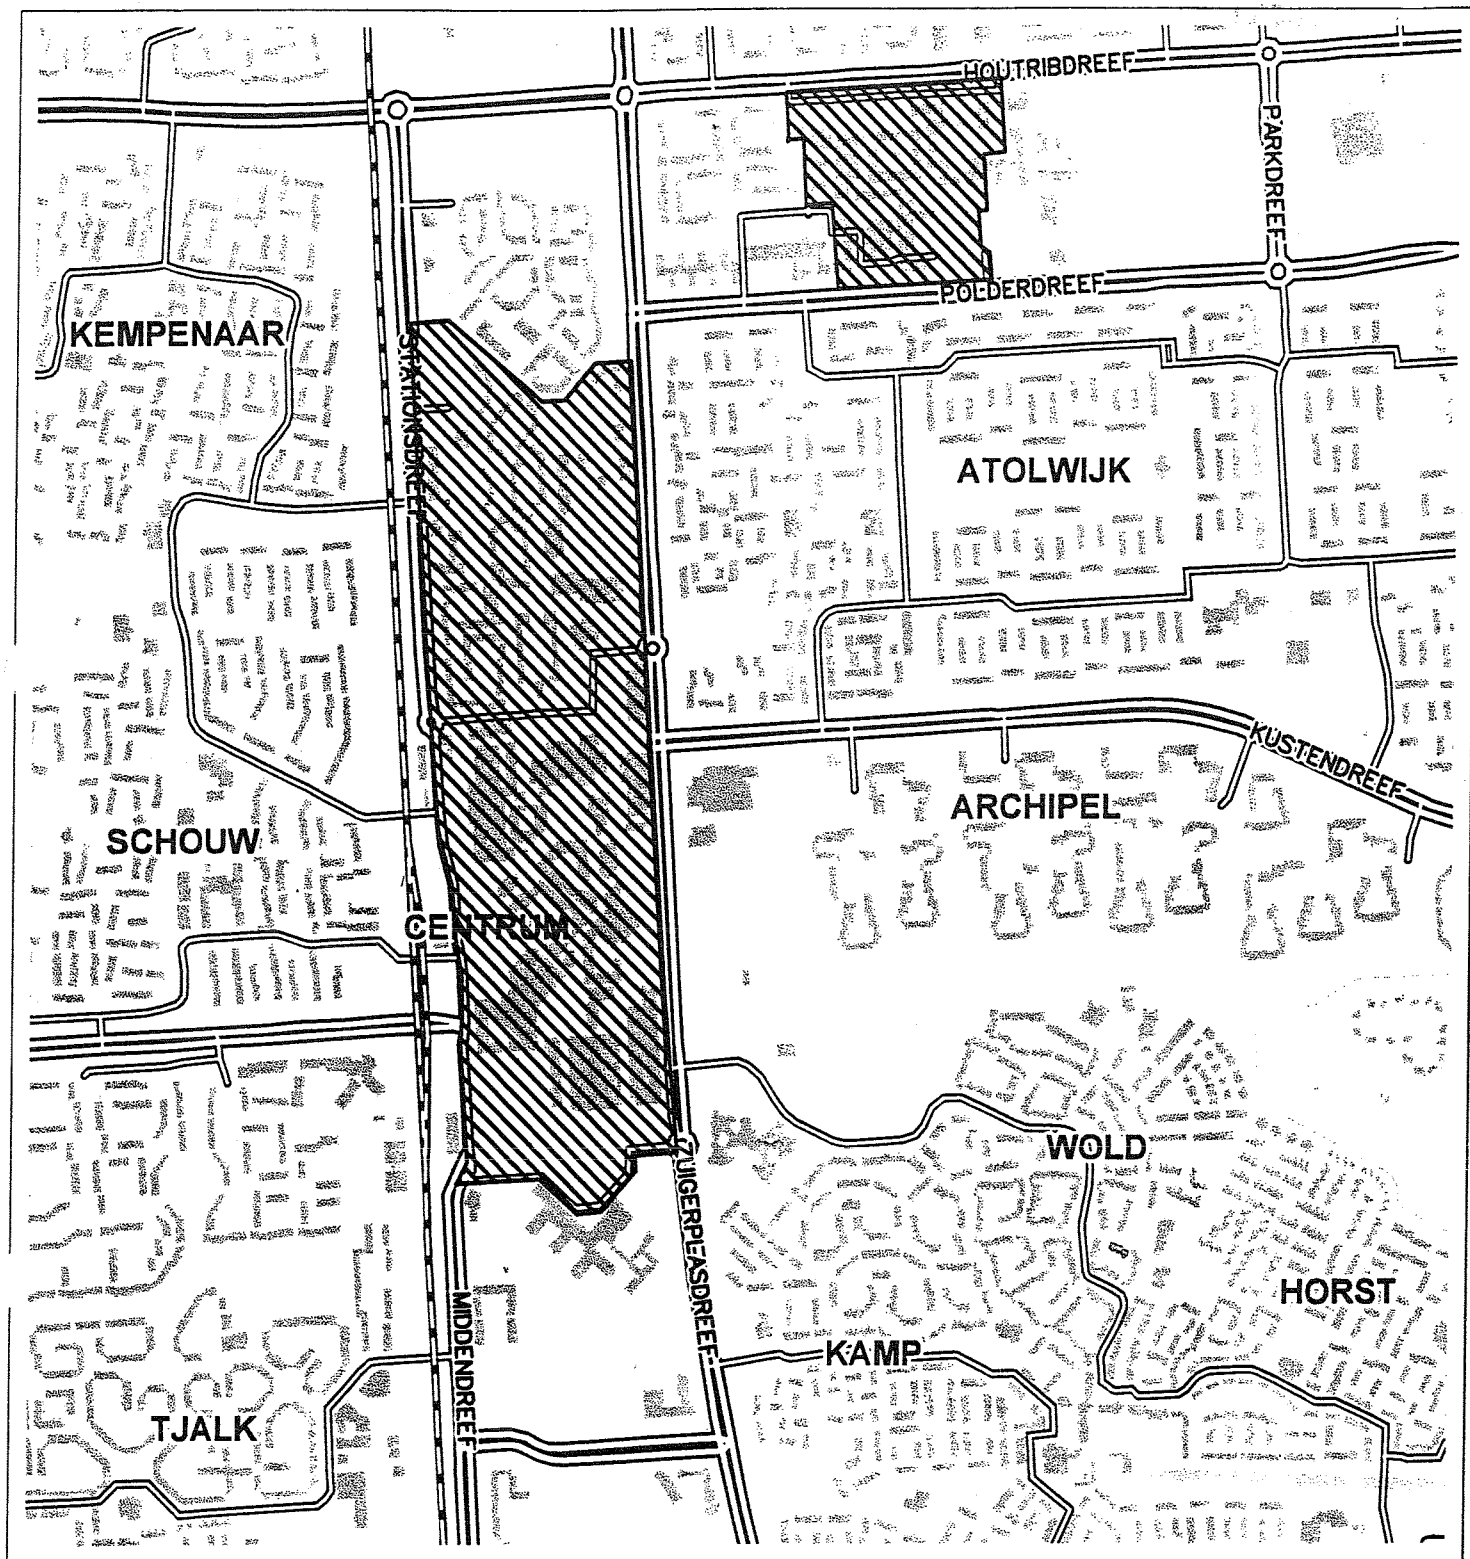 HOUTRIBDREEF
PARKDREEF
POLDERDREEF
KEMPENAAR
STATIONSDREEF
ATOLWIJK
KUSTENDREEF
ARCHIPEL
SCHOUW
CENTRUM
WOLD
ZUIGERPLASDREEF
HORST
MIDDENDREEF
KAMP
TJALK